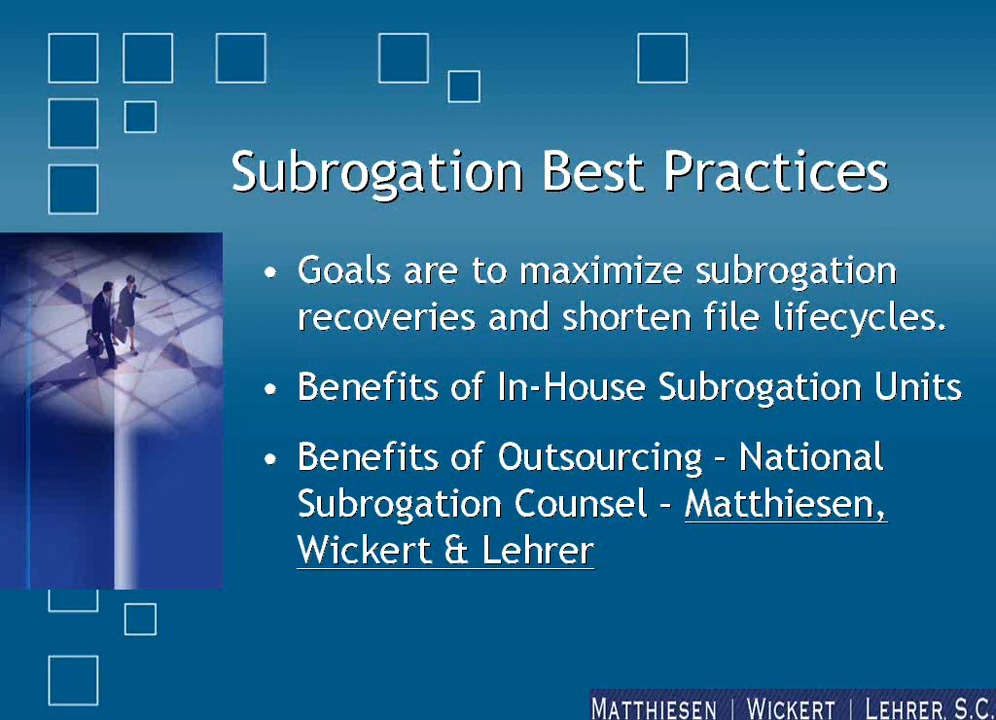 Subrogation Best Practices
• Goals are to maximize subrogation
recoveries and shorten file lifecycles.
• Benefits of In-House Subrogation Units
• Benefits of Outsourcing – National
Subrogation Counsel – Matthiesen,
Wickert & Lehrer
MATTHIESEN | WICKERT | LEHRER, S.C.